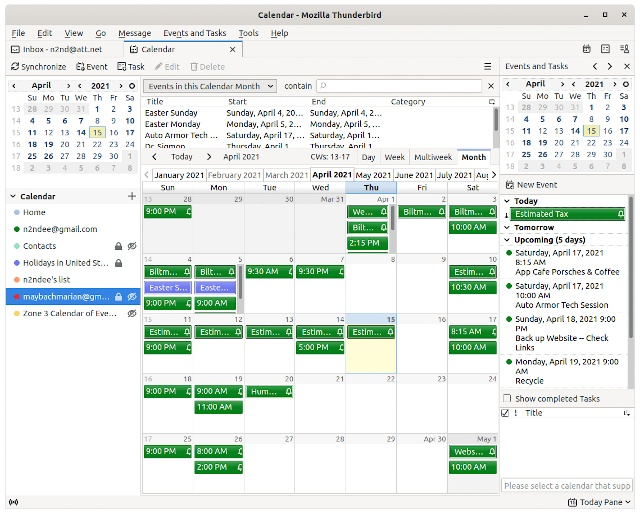 Calendar - Mozilla Thunderbird
File Edit View Go Message Events and Tasks Tools Help
Inbox - n2nd@att.net Calendar
Synchronize Event Task Edit Delete
April 2021
Su Mo Tu We Th Fr Sa
13 28 29 30 31 1 2 3
14 4 5 6 7 8 9 10
15 11 12 13 14 15 16 17
16 18 19 20 21 22 23 24
17 25 26 27 28 29 30 1
18 2 3 4 5 6 7 8
Calendar
Home
n2ndee@gmail.com
Contacts
Holidays in United St...
n2ndee's list
maybachmarian@gm...
Zone 3 Calendar of Eve...
Events in this Calendar Month contain
Title Start End Category
Easter Sunday Sunday, April 4, 20... Sunday, April 4, 2...
Easter Monday Monday, April 5, 2... Monday, April 5, ...
Auto Armor Tech ... Saturday, April 17, ... Saturday, April 1...
Today April 2021 CWs: 13-17 Day Week Multiweek Month
January 2021 February 2021 March 2021 April 2021 May 2021 June 2021 July 2021
Sun Mon Tue Wed Thu Fri Sat
13 28 29 30 Mar 31 Apr 1 2 3
9:00 PM We... Biltm... Biltm...
Bilt... 10:00 AM
2:15 PM
14 4 5 6 7 8 9 10
Biltm... Biltm... 9:30 AM 7:30 PM Estim...
Easter S... Easter ... 10:30 AM
9:00 PM 9:00 AM
15 11 12 13 14 15 16 17
Estim... Estim... Estim... Estim... Estim... 8:15 AM
9:00 PM 5:00 PM 10:00 AM
16 18 19 20 21 22 23 24
9:00 PM 9:00 AM Hum...
11:00 AM
17 25 26 27 28 29 Apr 30 May 1
9:00 PM 8:00 AM Webs...
2:00 PM 10:00 AM
Events and Tasks
April 2021
Su Mo Tu We Th Fr Sa
13 28 29 30 31 1 2 3
14 4 5 6 7 8 9 10
15 11 12 13 14 15 16 17
16 18 19 20 21 22 23 24
17 25 26 27 28 29 30 1
18 2 3 4 5 6 7 8
New Event
Today
Estimated Tax
Tomorrow
Upcoming (5 days)
Saturday, April 17, 2021
8:15 AM
App Cafe Porsches & Coffee
Saturday, April 17, 2021
10:00 AM
Auto Armor Tech Session
Sunday, April 18, 2021 9:00
PM
Back up Website -- Check
Links
Monday, April 19, 2021 9:00
AM
Recycle
Show completed Tasks
! Title
Please select a calendar that supp
Today Pane